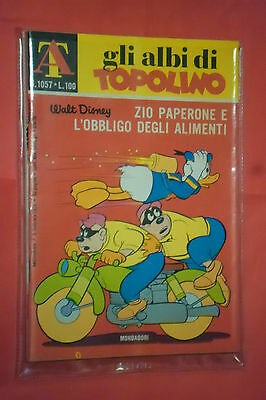 A
T
N.1057 • L.100
gli albi di
TOPOLINO
Walt Disney
ZIO PAPERONE E
L'OBBLIGO DEGLI ALIMENTI
MONDADORI